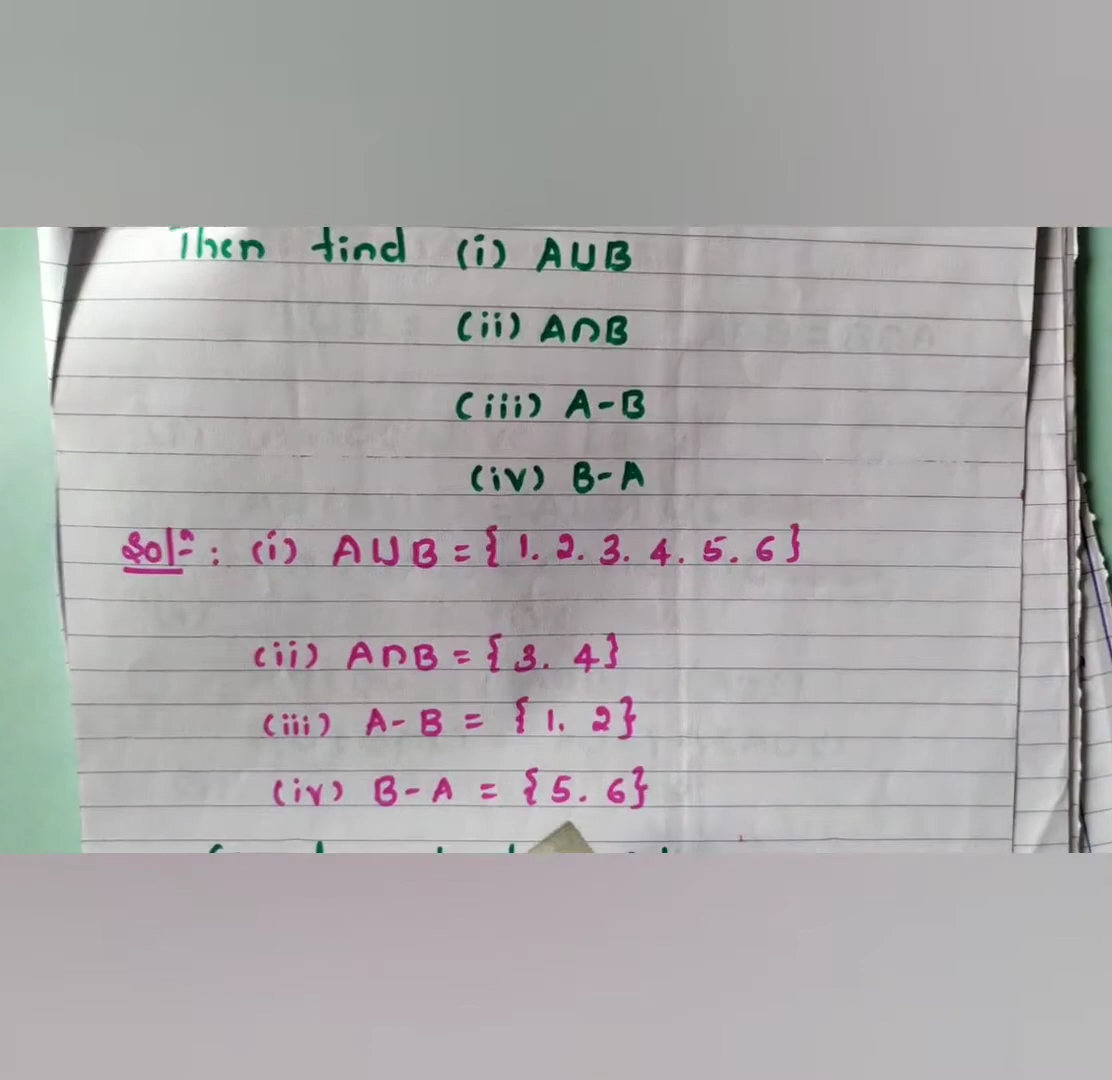 Then find (i) A∪B
(ii) A∩B
(iii) A-B
(iv) B-A
Solⁿ: (i) A∪B = { 1. 2. 3. 4. 5. 6 }
(ii) A∩B = { 3. 4}
(iii) A-B = { 1. 2}
(iv) B-A = {5. 6}